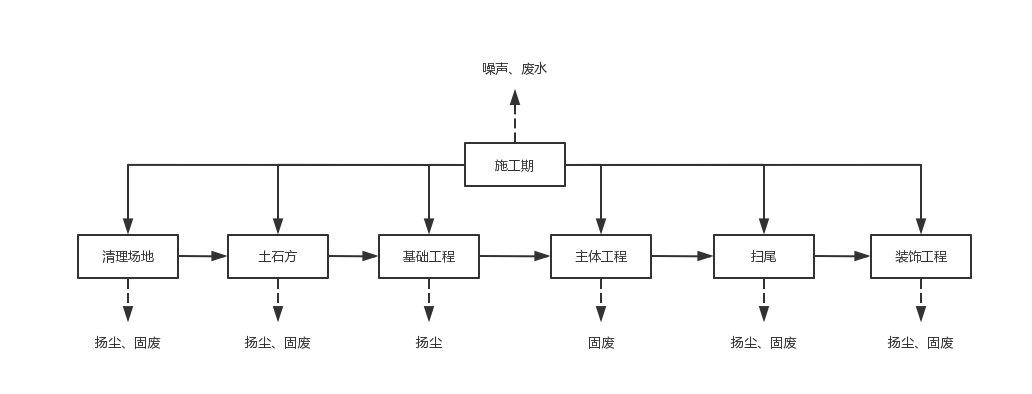 噪声、废水
施工期
清理场地
土石方
基础工程
主体工程
扫尾
装饰工程
扬尘、固废
扬尘、固废
扬尘
固废
扬尘、固废
扬尘、固废